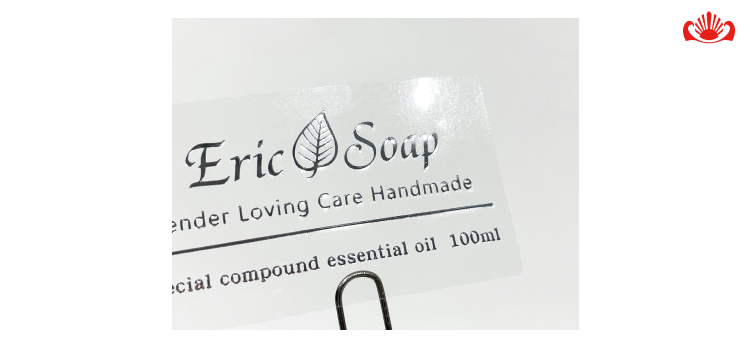 Eric Soap
ender Loving Care Handmade
ecial compound essential oil 100ml